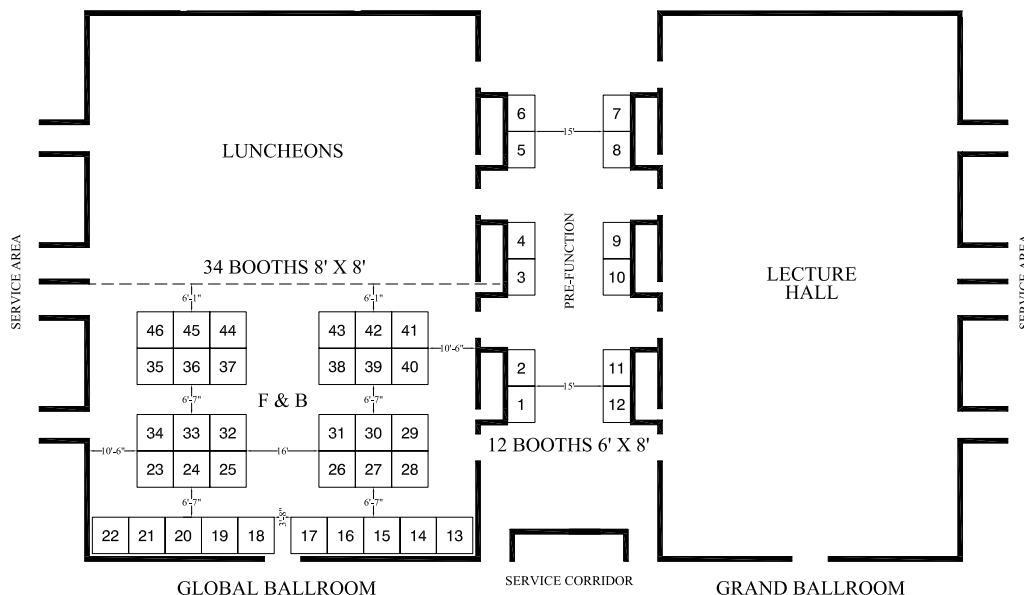 6
7
15'
5
8
LUNCHEONS
4
9
3
10
PRE-FUNCTION
SERVICE AREA
SERVICE AREA
LECTURE
HALL
34 BOOTHS 8' X 8'
6'-1"
6'-1"
46 45 44
43 42 41
10'-6"
35 36 37
38 39 40
2
11
15'
1
12
6'-7"
F & B
6'-7"
34 33 32
31 30 29
12 BOOTHS 6' X 8'
10'-6"
16'
23 24 25
26 27 28
6'-7"
6'-7"
3'-8"
22 21 20 19 18
17 16 15 14 13
SERVICE CORRIDOR
GLOBAL BALLROOM
GRAND BALLROOM